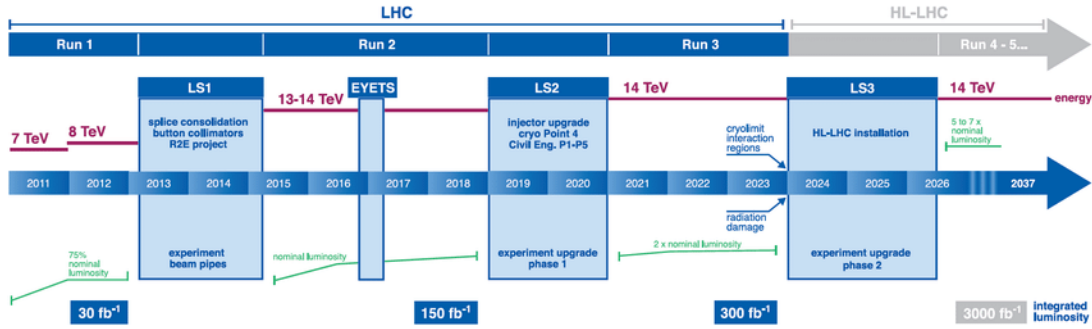 LHC
HL-LHC
Run 1
Run 2
Run 3
Run 4 - 5...
LS1
EYETS
LS2
LS3
13-14 TeV
14 TeV
14 TeV
energy
7 TeV
8 TeV
splice consolidation
button collimators
R2E project
injector upgrade
cryo Point 4
Civil Eng. P1-P5
cryolimit
interaction
regions
HL-LHC installation
5 to 7 x
nominal
luminosity
2011 2012 2013 2014 2015 2016 2017 2018 2019 2020 2021 2022 2023 2024 2025 2026 2037
radiation
damage
75%
nominal
luminosity
experiment
beam pipes
nominal luminosity
experiment upgrade
phase 1
2 x nominal luminosity
experiment upgrade
phase 2
30 fb⁻¹
150 fb⁻¹
300 fb⁻¹
3000 fb⁻¹
integrated
luminosity